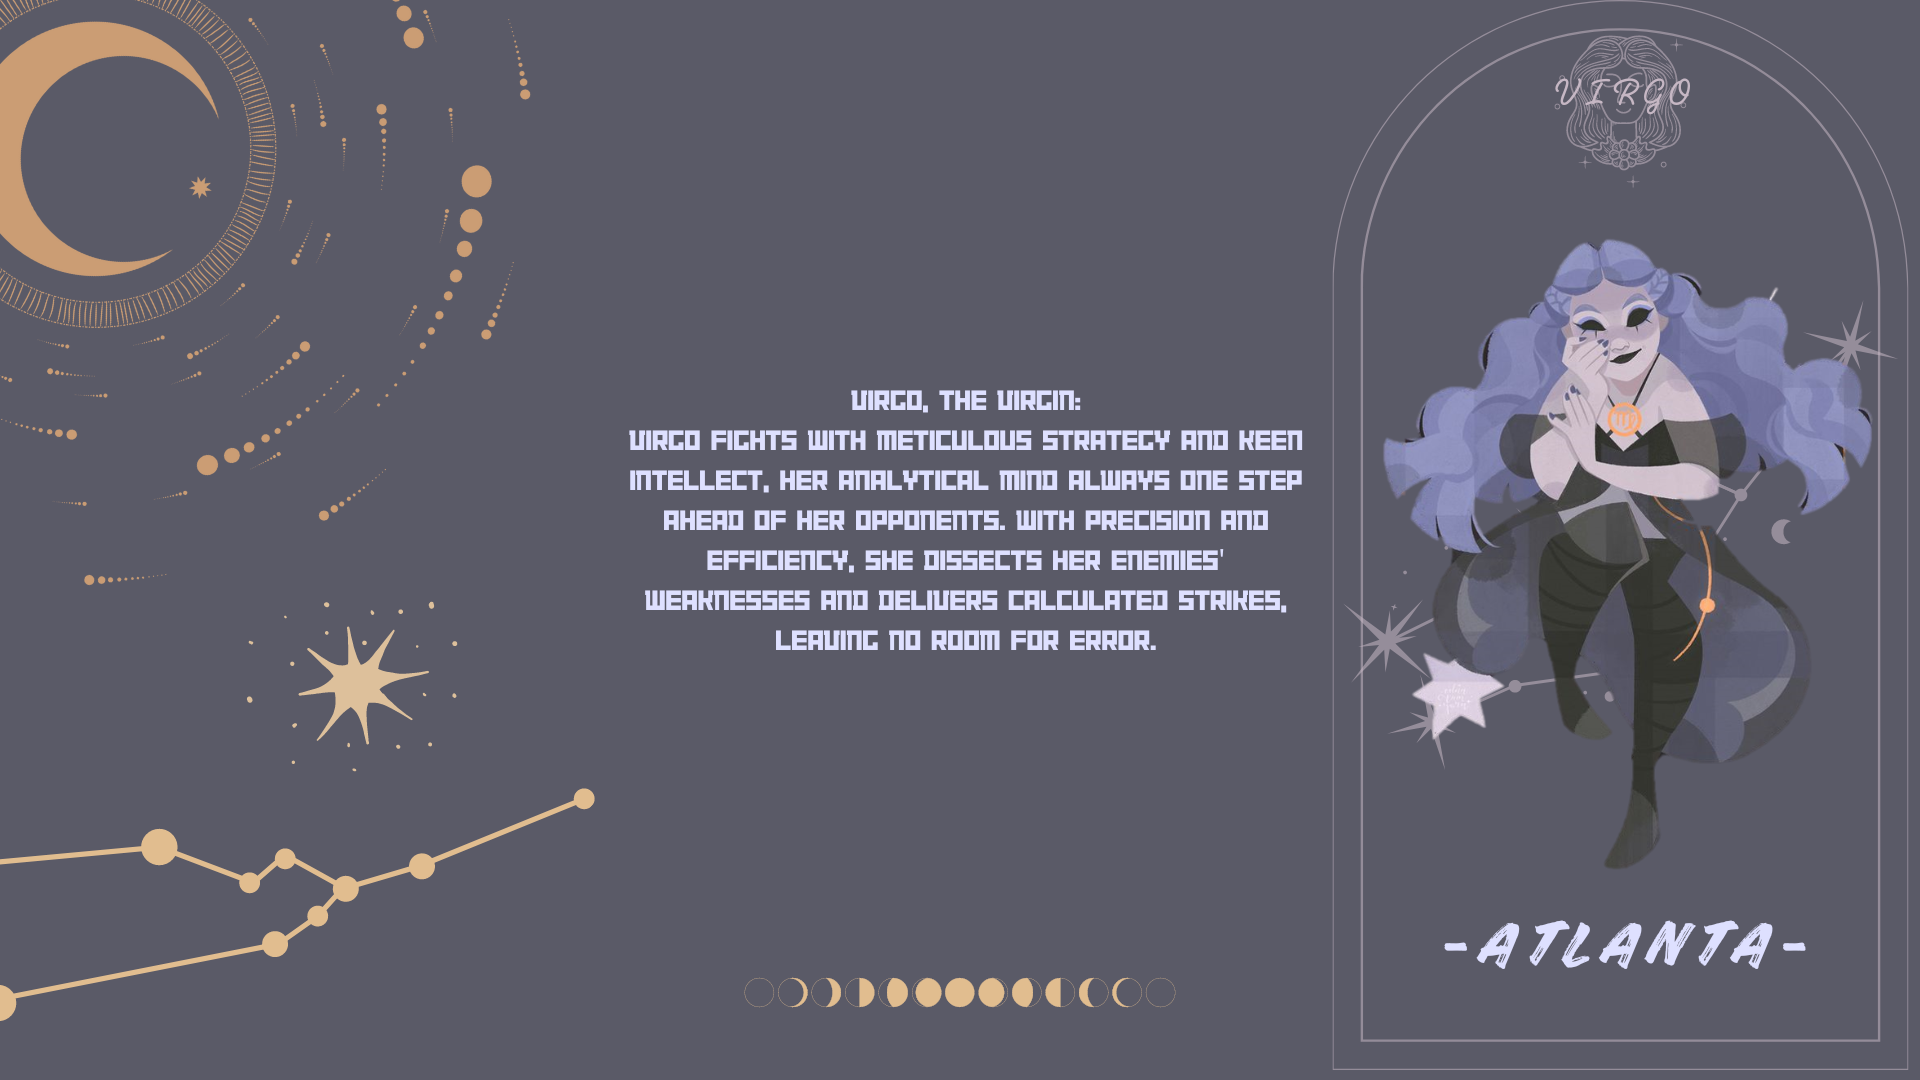 VIRGO
VIRGO, THE VIRGIN:
VIRGO FIGHTS WITH METICULOUS STRATEGY AND KEEN
INTELLECT, HER ANALYTICAL MIND ALWAYS ONE STEP
AHEAD OF HER OPPONENTS. WITH PRECISION AND
EFFICIENCY, SHE DISSECTS HER ENEMIES'
WEAKNESSES AND DELIVERS CALCULATED STRIKES,
LEAVING NO ROOM FOR ERROR.
-ATLANTA-